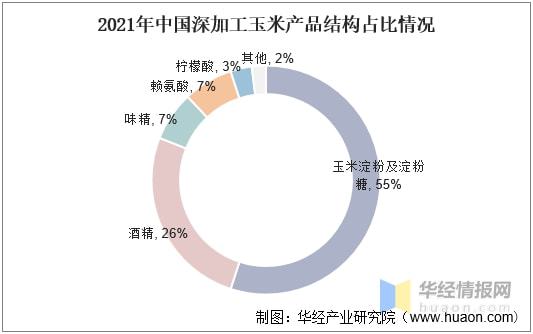 2021年中国深加工玉米产品结构占比情况
其他, 2%
柠檬酸, 3%
赖氨酸, 7%
味精, 7%
玉米淀粉及淀粉
糖, 55%
酒精, 26%
华经情报网
huaon.com
制图：华经产业研究院（www.huaon.com）